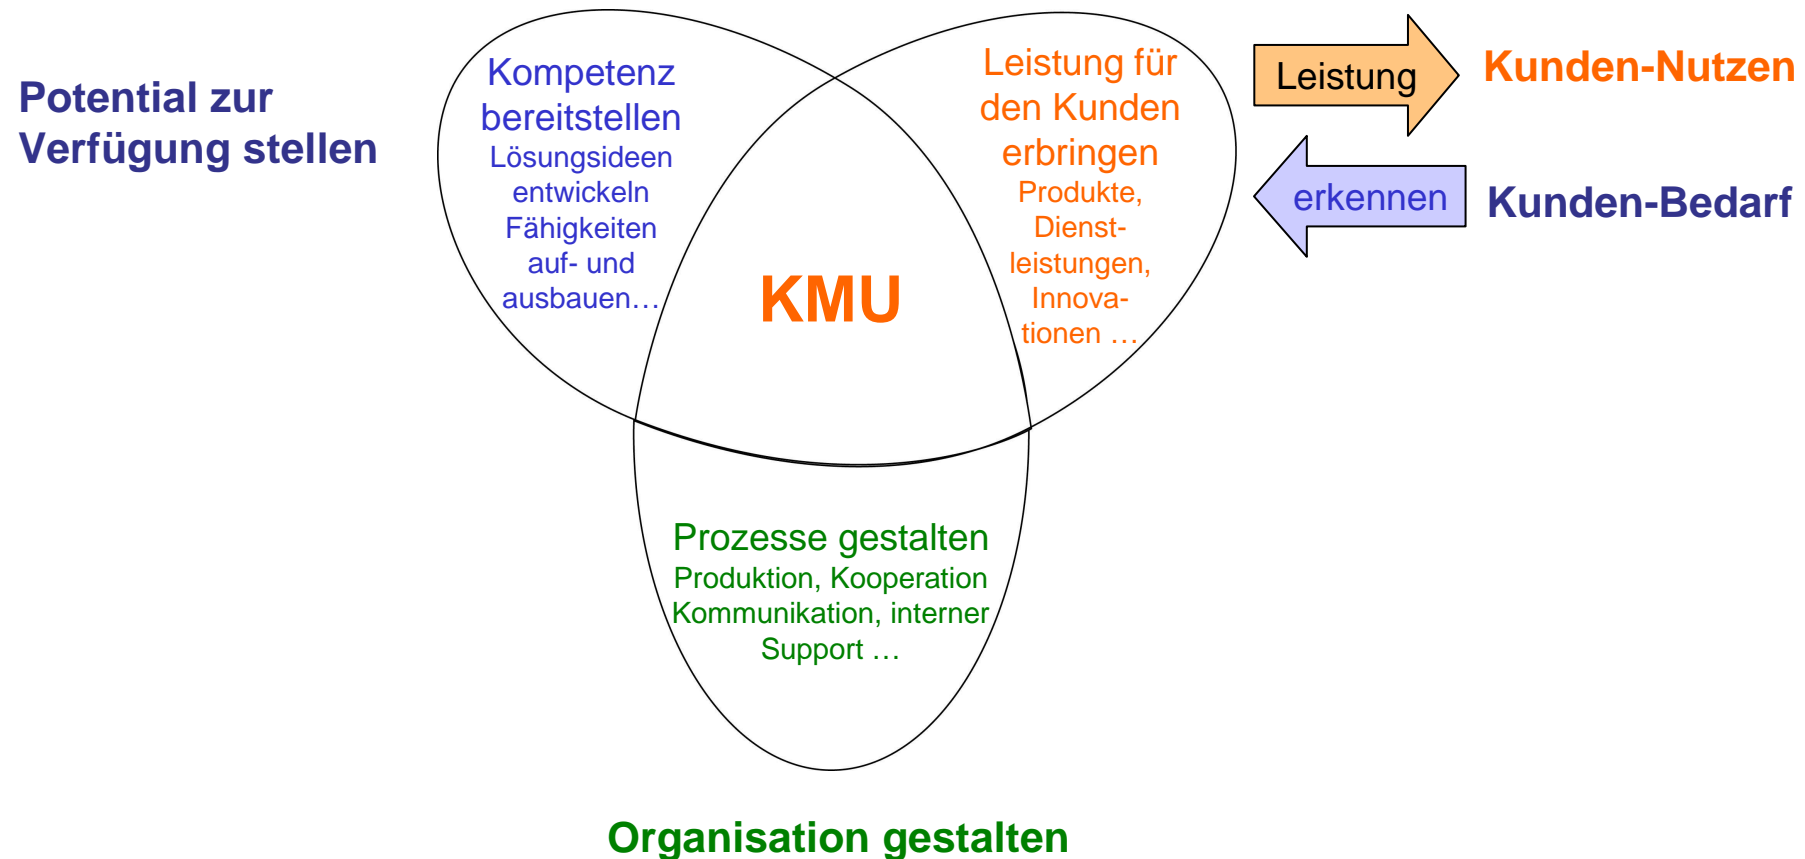 Potential zur
Verfügung stellen
Kompetenz
bereitstellen
Lösungsideen
entwickeln
Fähigkeiten
auf- und
ausbauen…
Leistung für
den Kunden
erbringen
Produkte,
Dienst-
leistungen,
Innova-
tionen …
Leistung
Kunden-Nutzen
erkennen
Kunden-Bedarf
KMU
Prozesse gestalten
Produktion, Kooperation
Kommunikation, interner
Support …
Organisation gestalten